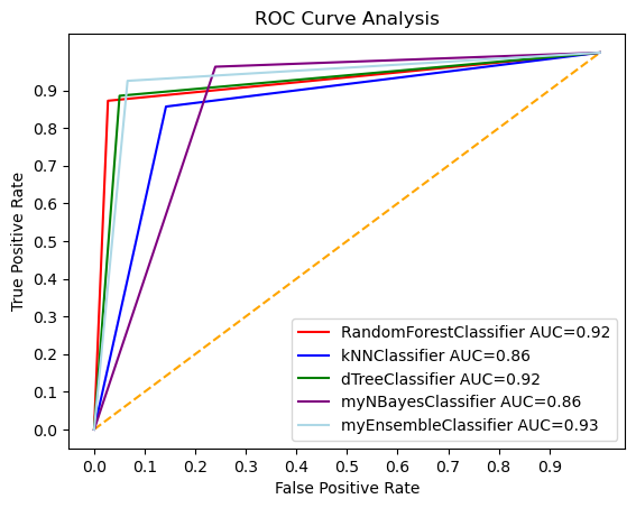 ROC Curve Analysis
True Positive Rate
0.9
0.8
0.7
0.6
0.5
0.4
0.3
0.2
0.1
0.0
RandomForestClassifier AUC=0.92
kNNClassifier AUC=0.86
dTreeClassifier AUC=0.92
myNBayesClassifier AUC=0.86
myEnsembleClassifier AUC=0.93
0.0 0.1 0.2 0.3 0.4 0.5 0.6 0.7 0.8 0.9
False Positive Rate